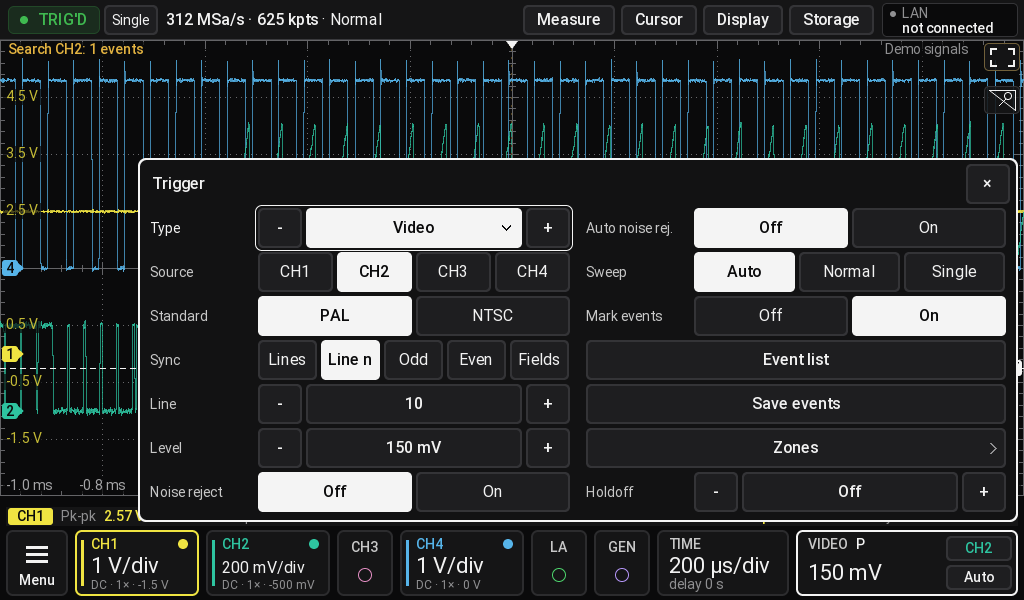 TRIG'D Single 312 MSa/s · 625 kpts · Normal Measure Cursor Display Storage LAN
not connected
Search CH2: 1 events Demo signals
4.5 V
3.5 V
2.5 V
4
0.5 V
1
-0.5 V
2
-1.5 V
-1.0 ms -0.8 ms
Trigger ×
Type - Video + Auto noise rej. Off On
Source CH1 CH2 CH3 CH4 Sweep Auto Normal Single
Standard PAL NTSC Mark events Off On
Sync Lines Line n Odd Even Fields Event list
Line - 10 + Save events
Level - 150 mV + Zones
Noise reject Off On Holdoff - Off +
CH1 Pk-pk 2.57
Menu
CH1
1 V/div
DC · 1× · -1.5 V
CH2
200 mV/div
DC · 1× · -500 mV
CH3
CH4
1 V/div
DC · 1× · 0 V
LA
GEN
TIME
200 µs/div
delay 0 s
VIDEO P CH2
150 mV Auto